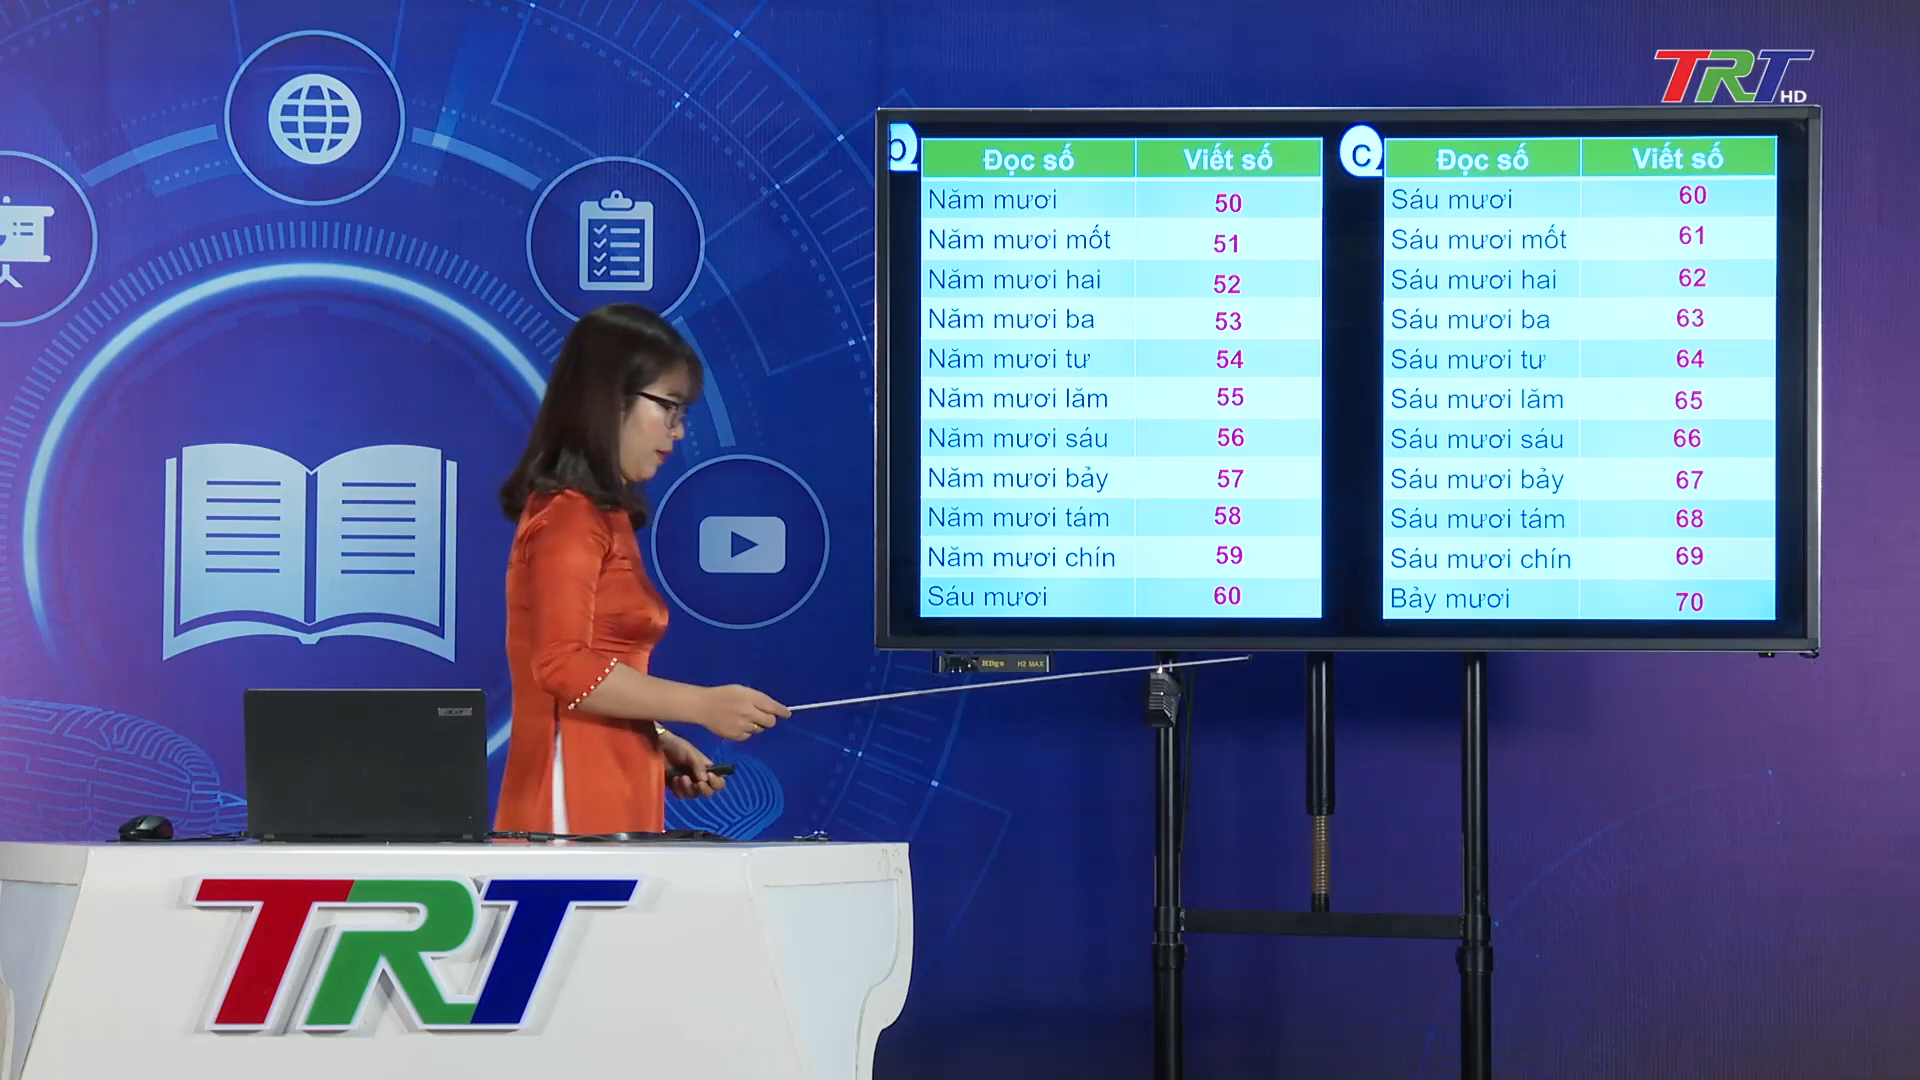 TRT HD
b
Đọc số Viết số
Năm mươi 50
Năm mươi mốt 51
Năm mươi hai 52
Năm mươi ba 53
Năm mươi tư 54
Năm mươi lăm 55
Năm mươi sáu 56
Năm mươi bảy 57
Năm mươi tám 58
Năm mươi chín 59
Sáu mươi 60
c
Đọc số Viết số
Sáu mươi 60
Sáu mươi mốt 61
Sáu mươi hai 62
Sáu mươi ba 63
Sáu mươi tư 64
Sáu mươi lăm 65
Sáu mươi sáu 66
Sáu mươi bảy 67
Sáu mươi tám 68
Sáu mươi chín 69
Bảy mươi 70
HDgo H2 MAX
acer
TRT